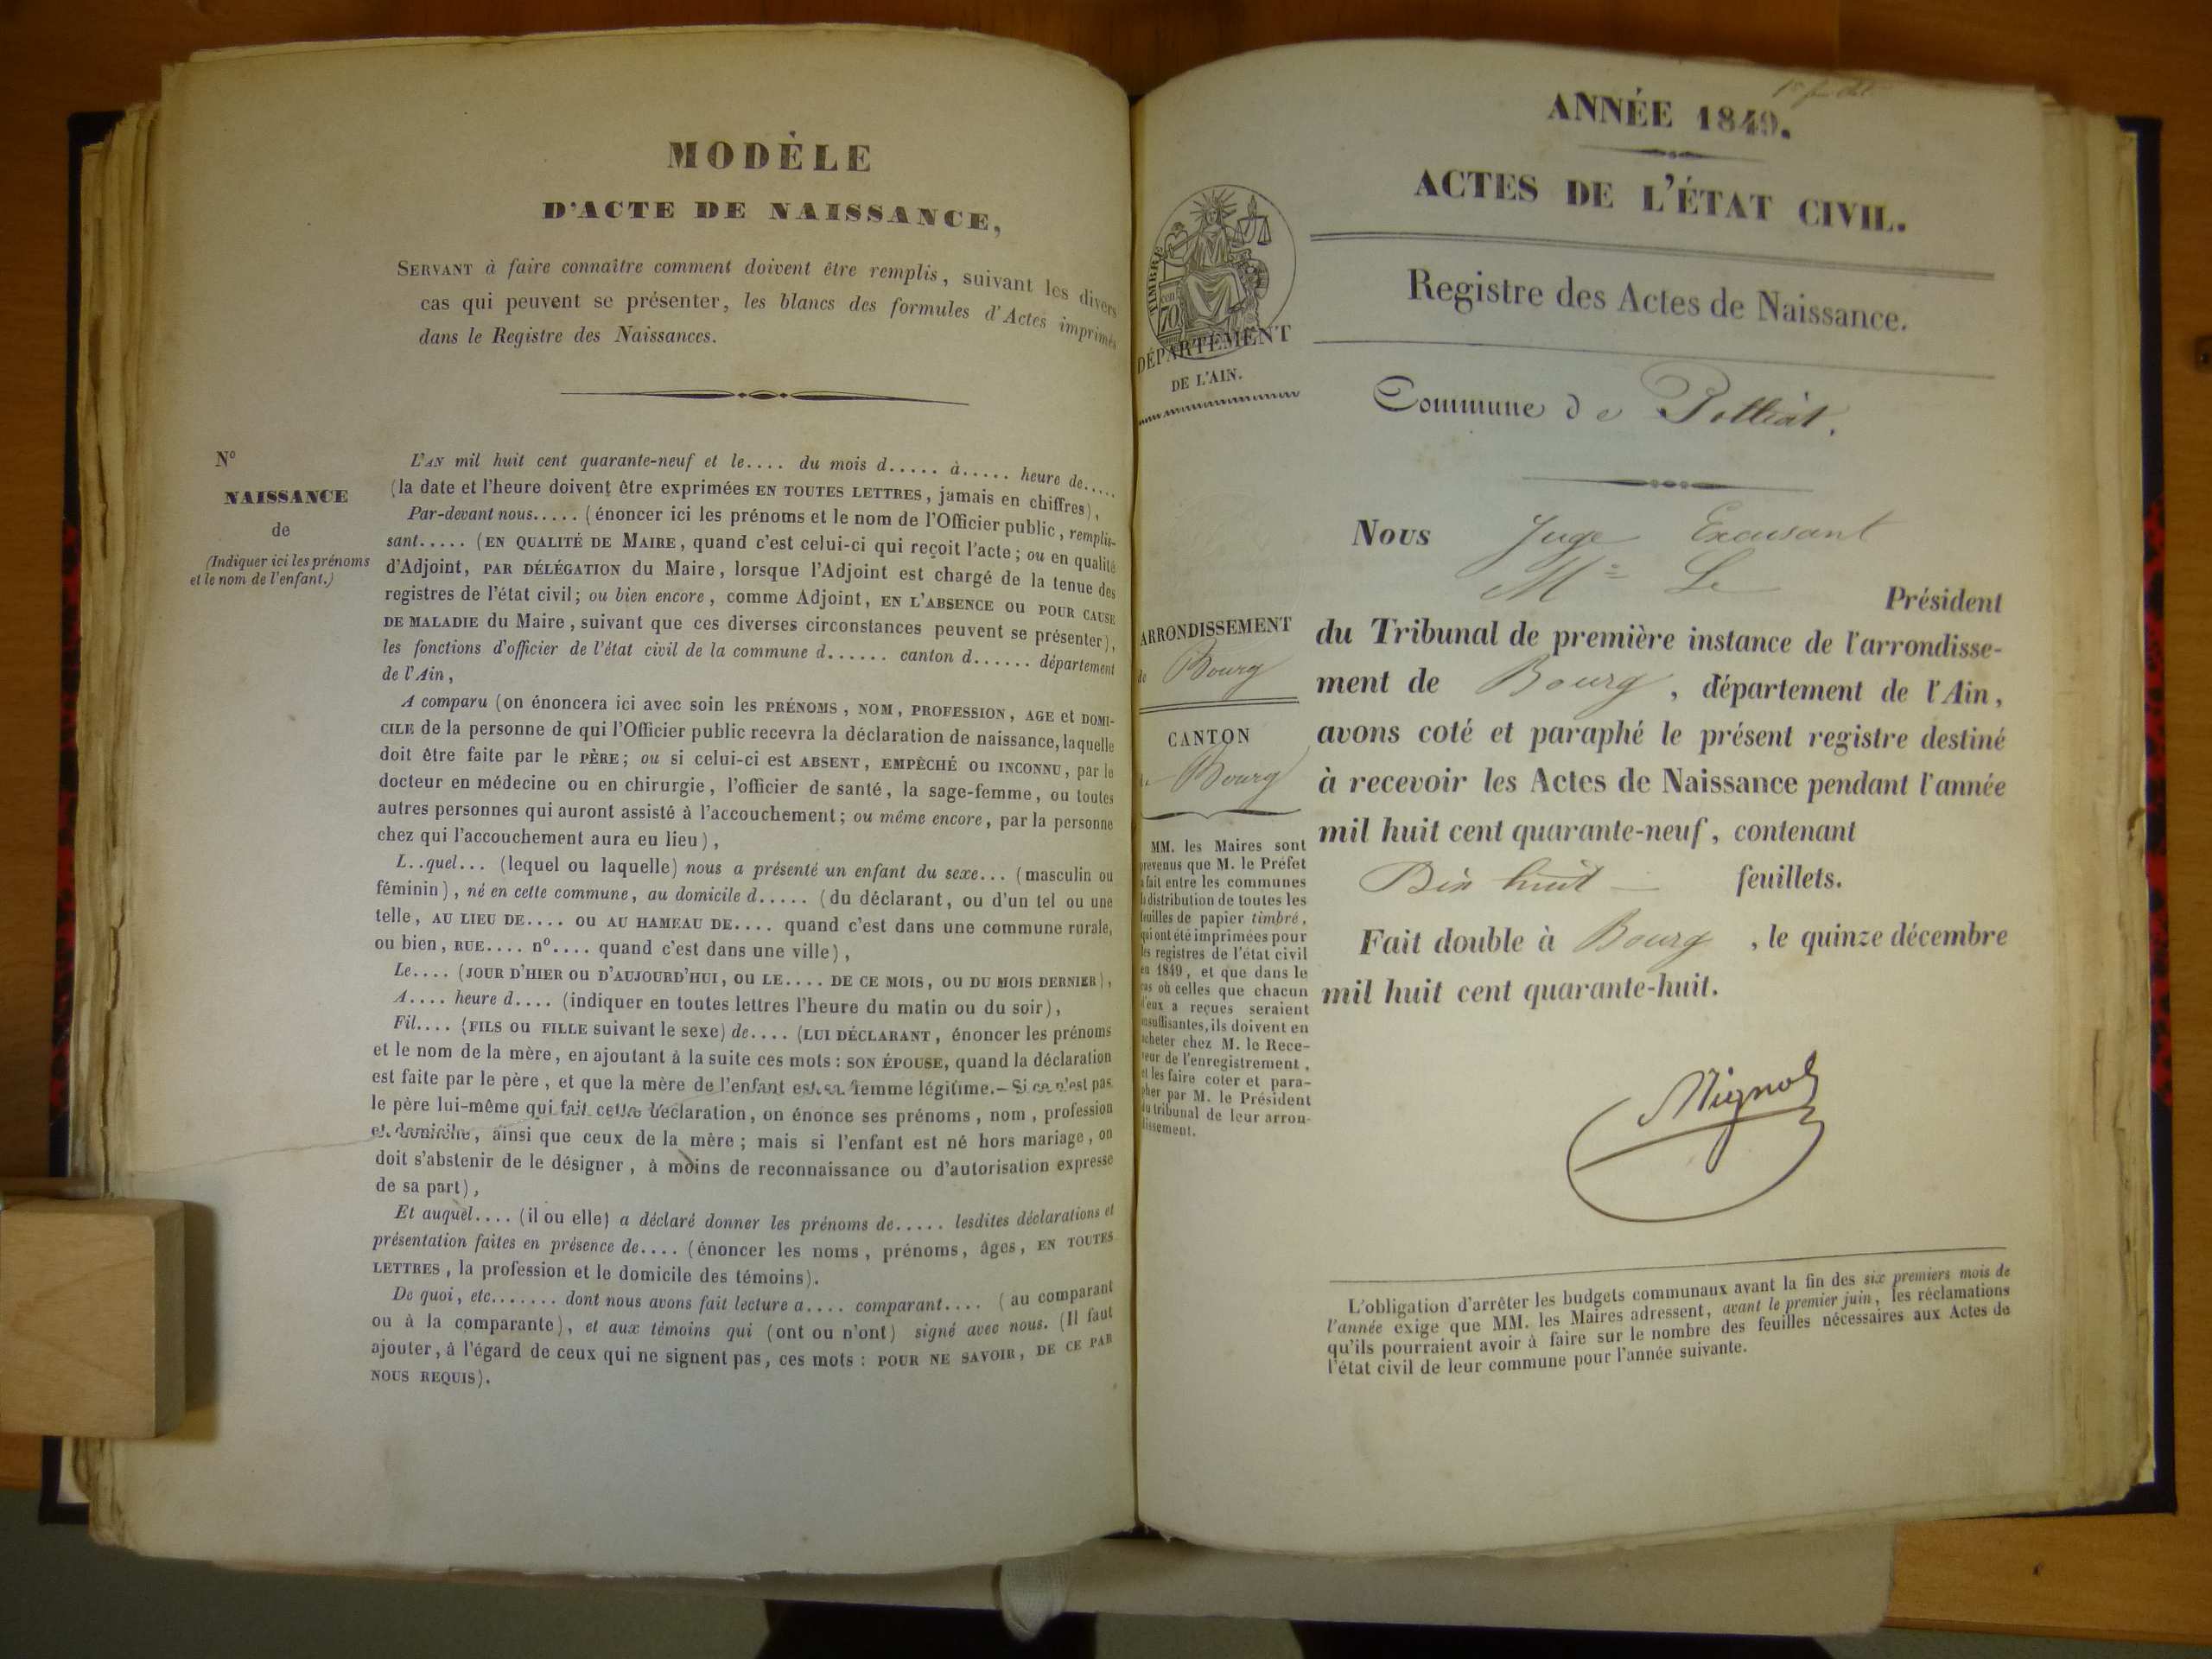 MODÈLE
D'ACTE DE NAISSANCE,
SERVANT à faire connaître comment doivent être remplis, suivant les divers
cas qui peuvent se présenter, les blancs des formules d'Actes imprimés
dans le Registre des Naissances.
N°
NAISSANCE
de
(Indiquer ici les prénoms
et le nom de l'enfant.)
L'AN mil huit cent quarante-neuf et le.... du mois d..... à..... heure de.....
(la date et l'heure doivent être exprimées EN TOUTES LETTRES, jamais en chiffres),
Par-devant nous..... (énoncer ici les prénoms et le nom de l'Officier public, remplis-
sant..... (EN QUALITÉ DE MAIRE, quand c'est celui-ci qui reçoit l'acte; ou en qualité
d'Adjoint, PAR DÉLÉGATION du Maire, lorsque l'Adjoint est chargé de la tenue des
registres de l'état civil; ou bien encore, comme Adjoint, EN L'ABSENCE OU POUR CAUSE
DE MALADIE du Maire, suivant que ces diverses circonstances peuvent se présenter),
les fonctions d'officier de l'état civil de la commune d...... canton d...... département
de l'Ain,
A comparu (on énoncera ici avec soin les PRÉNOMS, NOM, PROFESSION, AGE et DOMI-
CILE de la personne de qui l'Officier public recevra la déclaration de naissance, laquelle
doit être faite par le PÈRE; ou si celui-ci est ABSENT, EMPÊCHÉ OU INCONNU, par le
docteur en médecine ou en chirurgie, l'officier de santé, la sage-femme, ou toutes
autres personnes qui auront assisté à l'accouchement; ou même encore, par la personne
chez qui l'accouchement aura eu lieu),
L..quel... (lequel ou laquelle) nous a présenté un enfant du sexe... (masculin ou
féminin), né en cette commune, au domicile d..... (du déclarant, ou d'un tel ou une
telle, AU LIEU DE.... OU AU HAMEAU DE.... quand c'est dans une commune rurale,
ou bien, RUE.... n°.... quand c'est dans une ville),
Le.... (JOUR D'HIER OU D'AUJOURD'HUI, OU LE.... DE CE MOIS, OU DU MOIS DERNIER),
A.... heure d.... (indiquer en toutes lettres l'heure du matin ou du soir),
Fil.... (FILS OU FILLE suivant le sexe) de.... (LUI DÉCLARANT, énoncer les prénoms
et le nom de la mère, en ajoutant à la suite ces mots: SON ÉPOUSE, quand la déclaration
est faite par le père, et que la mère de l'enfant est sa femme légitime.—Si ce n'est pas
le père lui-même qui fait cette déclaration, on énonce ses prénoms, nom, profession
et domicile, ainsi que ceux de la mère; mais si l'enfant est né hors mariage, on
doit s'abstenir de le désigner, à moins de reconnaissance ou d'autorisation expresse
de sa part),
Et auquel.... (il ou elle) a déclaré donner les prénoms de..... lesdites déclarations et
présentation faites en présence de.... (énoncer les noms, prénoms, âges, EN TOUTES
LETTRES, la profession et le domicile des témoins).
De quoi, etc....... dont nous avons fait lecture a.... comparant.... (au comparant
ou à la comparante), et aux témoins qui (ont ou n'ont) signé avec nous. (Il faut
ajouter, à l'égard de ceux qui ne signent pas, ces mots: POUR NE SAVOIR, DE CE PAR
NOUS REQUIS).
ANNÉE 1849.
ACTES DE L'ÉTAT CIVIL.
Registre des Actes de Naissance.
TIMBRE
70
DÉPARTEMENT
DE L'AIN.
Commune de Polliat.
Nous Juge
Mr Le
Président
du Tribunal de première instance de l'arrondisse-
ment de Bourg, département de l'Ain,
avons coté et paraphé le présent registre destiné
à recevoir les Actes de Naissance pendant l'année
mil huit cent quarante-neuf, contenant
Dix huit feuillets.
Fait double à Bourg, le quinze décembre
mil huit cent quarante-huit.
ARRONDISSEMENT
de Bourg
CANTON
de Bourg
MM. les Maires sont
prévenus que M. le Préfet
a fait entre les communes
la distribution de toutes les
feuilles de papier timbré,
qui ont été imprimées pour
les registres de l'état civil
en 1849, et que dans le
cas où celles que chacun
d'eux a reçues seraient
insuffisantes, ils doivent en
acheter chez M. le Rece-
veur de l'enregistrement,
et les faire coter et para-
pher par M. le Président
du tribunal de leur arron-
dissement.
L'obligation d'arrêter les budgets communaux avant la fin des six premiers mois de
l'année exige que MM. les Maires adressent, avant le premier juin, les réclamations
qu'ils pourraient avoir à faire sur le nombre des feuilles nécessaires aux Actes de
l'état civil de leur commune pour l'année suivante.